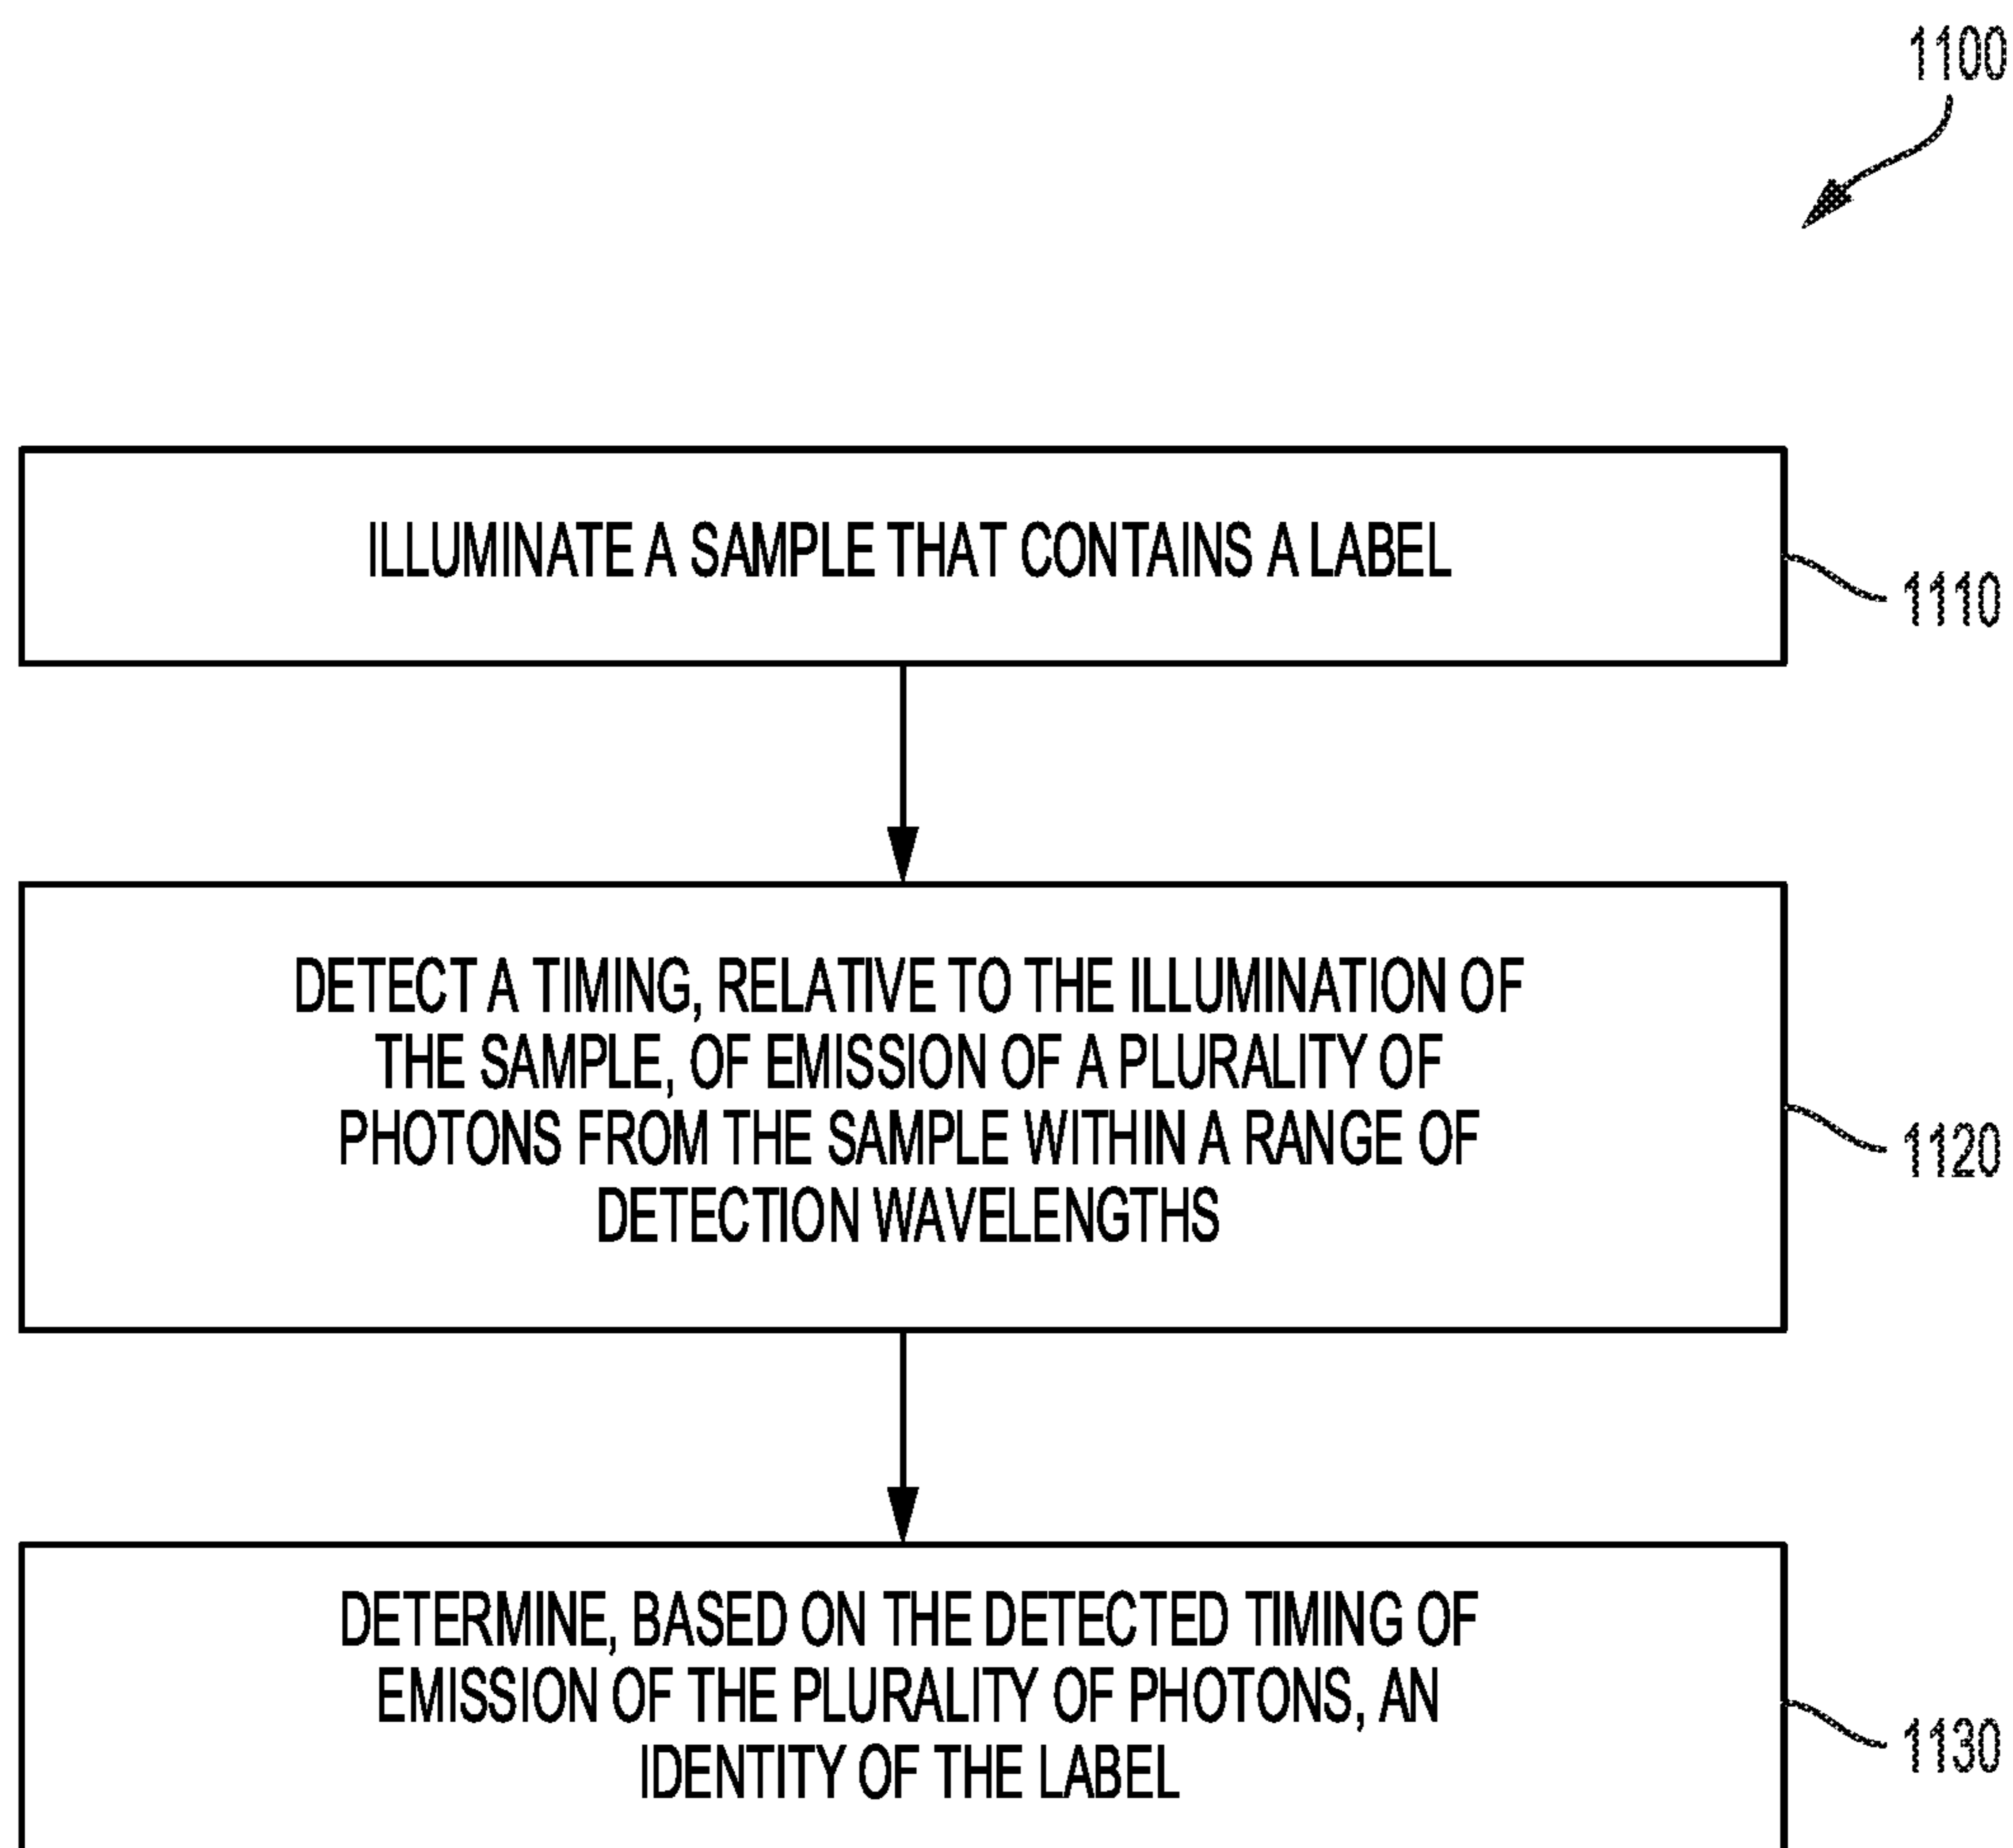 1100
ILLUMINATE A SAMPLE THAT CONTAINS A LABEL
1110
DETECT A TIMING, RELATIVE TO THE ILLUMINATION OF
THE SAMPLE, OF EMISSION OF A PLURALITY OF
PHOTONS FROM THE SAMPLE WITHIN A RANGE OF
DETECTION WAVELENGTHS
1120
DETERMINE, BASED ON THE DETECTED TIMING OF
EMISSION OF THE PLURALITY OF PHOTONS, AN
IDENTITY OF THE LABEL
1130